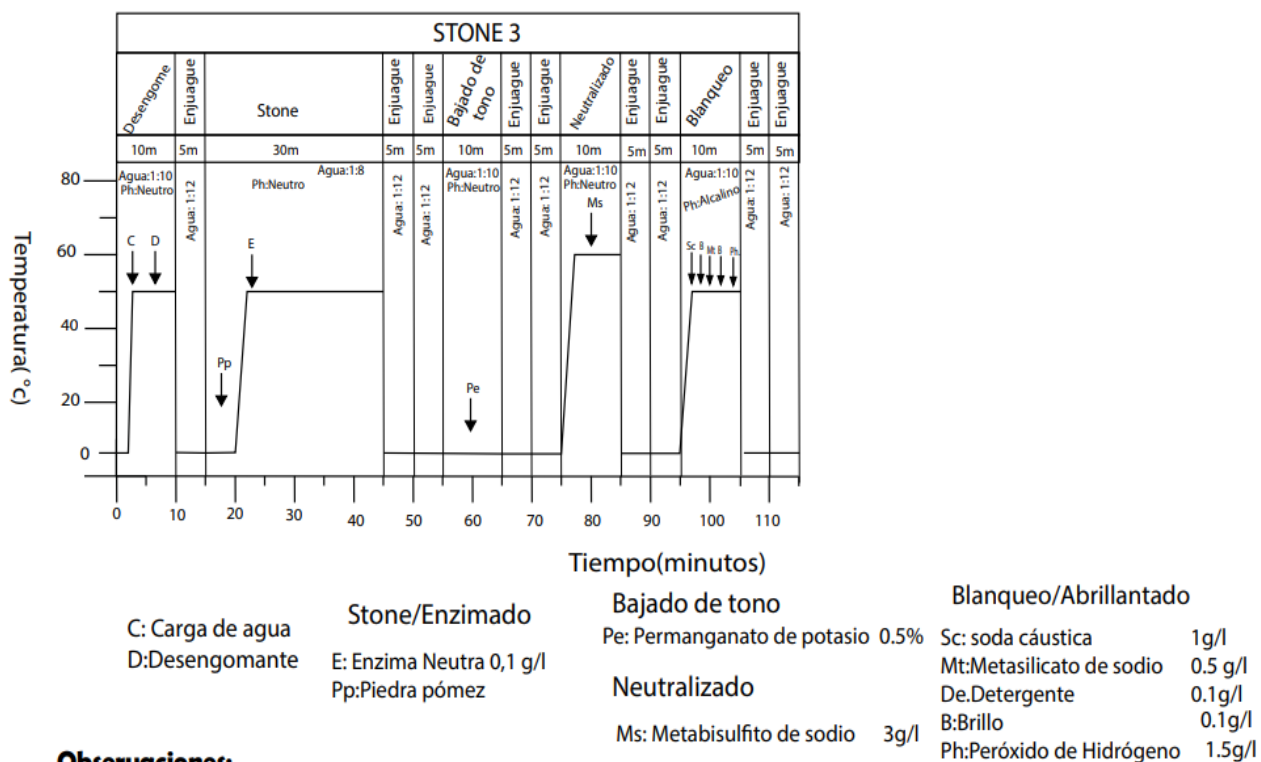 STONE 3
Desengome
Enjuague
Stone
Enjuague
Enjuague
Bajado de
tono
Enjuague
Enjuague
Neutralizado
Enjuague
Enjuague
Blanqueo
Enjuague
Enjuague
10m
5m
30m
5m
5m
10m
5m
5m
10m
5m
5m
10m
5m
5m
Agua:1:10
Ph:Neutro
Agua: 1:12
Agua:1:8
Ph:Neutro
Agua: 1:12
Agua: 1:12
Agua:1:10
Ph:Neutro
Agua: 1:12
Agua: 1:12
Agua:1:10
Ph:Neutro
Agua: 1:12
Agua: 1:12
Agua:1:10
Ph:Alcalino
Agua: 1:12
Agua: 1:12
C
D
E
Pp
Pe
Ms
Sc
B
Mt
B
Ph
Temperatura( °c)
80
60
40
20
0
0
10
20
30
40
50
60
70
80
90
100
110
Tiempo(minutos)
C: Carga de agua
D:Desengomante
Stone/Enzimado
E: Enzima Neutra 0,1 g/l
Pp:Piedra pómez
Bajado de tono
Pe: Permanganato de potasio 0.5%
Neutralizado
Ms: Metabisulfito de sodio 3g/l
Blanqueo/Abrillantado
Sc: soda cáustica 1g/l
Mt:Metasilicato de sodio 0.5 g/l
De.Detergente 0.1g/l
B:Brillo 0.1g/l
Ph:Peróxido de Hidrógeno 1.5g/l
Observaciones: